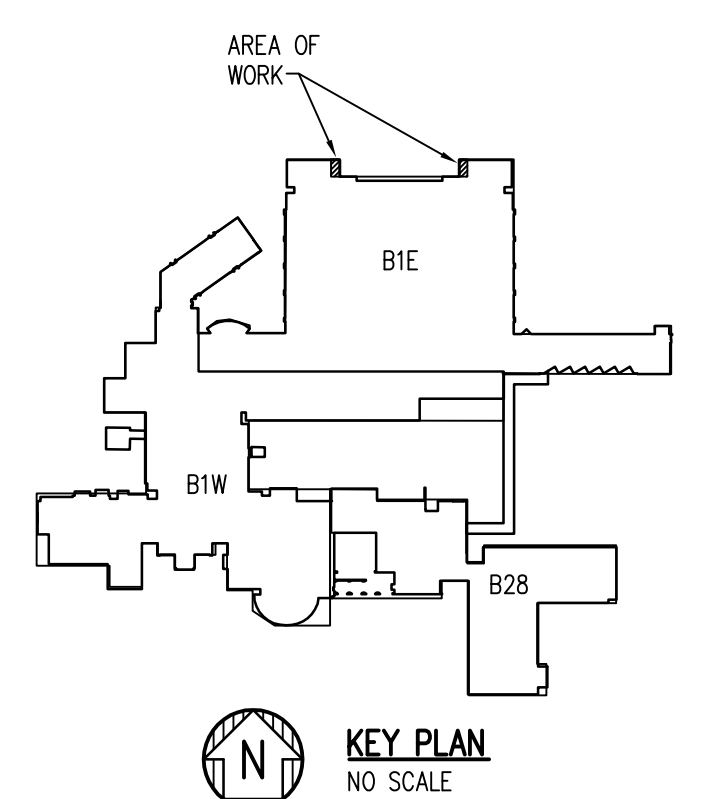 AREA OF
WORK
B1E
B1W
B28
N
KEY PLAN
NO SCALE